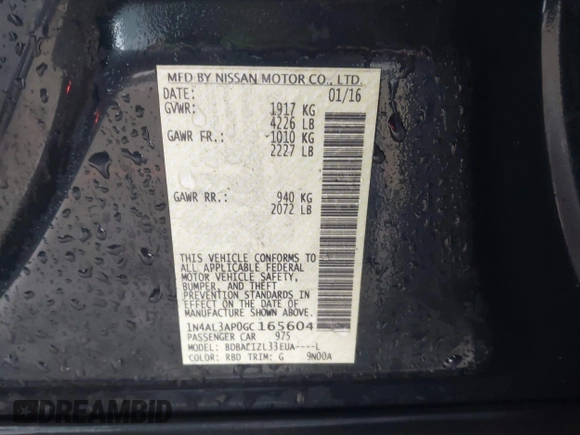 MFD BY NISSAN MOTOR CO., LTD.
DATE: 01/16
GVWR: 1917 KG
4226 LB
GAWR FR.: 1010 KG
2227 LB
GAWR RR.: 940 KG
2072 LB
THIS VEHICLE CONFORMS TO
ALL APPLICABLE FEDERAL
MOTOR VEHICLE SAFETY,
BUMPER, AND THEFT
PREVENTION STANDARDS IN
EFFECT ON THE DATE OF
MANUFACTURE SHOWN ABOVE.
1N4AL3AP0GC165604
PASSENGER CAR 975
MODEL: BDBALIZL33EUA----L
COLOR: RBD TRIM: G 9N00A
DREAMBID